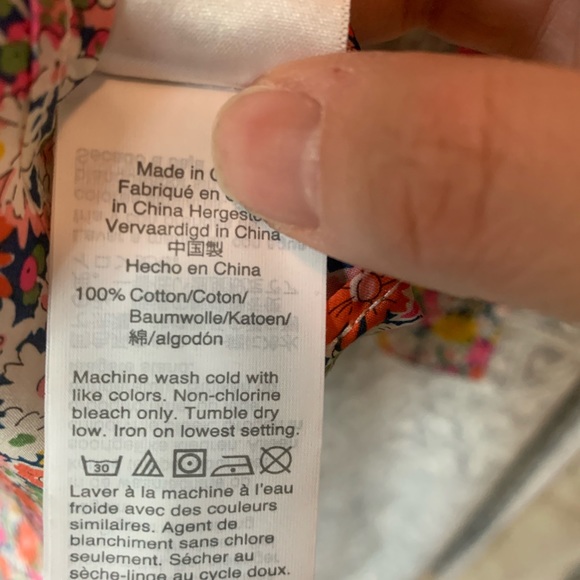 Made in
Fabriqué en
in China
Vervaardigd in China
中国製
Hecho en China
100% Cotton/Coton/
Baumwolle/Katoen/
綿/algodón
Machine wash cold with
like colors. Non-chlorine
bleach only. Tumble dry
low. Iron on lowest setting.
30
Laver à la machine à l'eau
froide avec des couleurs
similaires. Agent de
blanchiment sans chlore
seulement. Sécher au
sèche-linge au cycle doux.